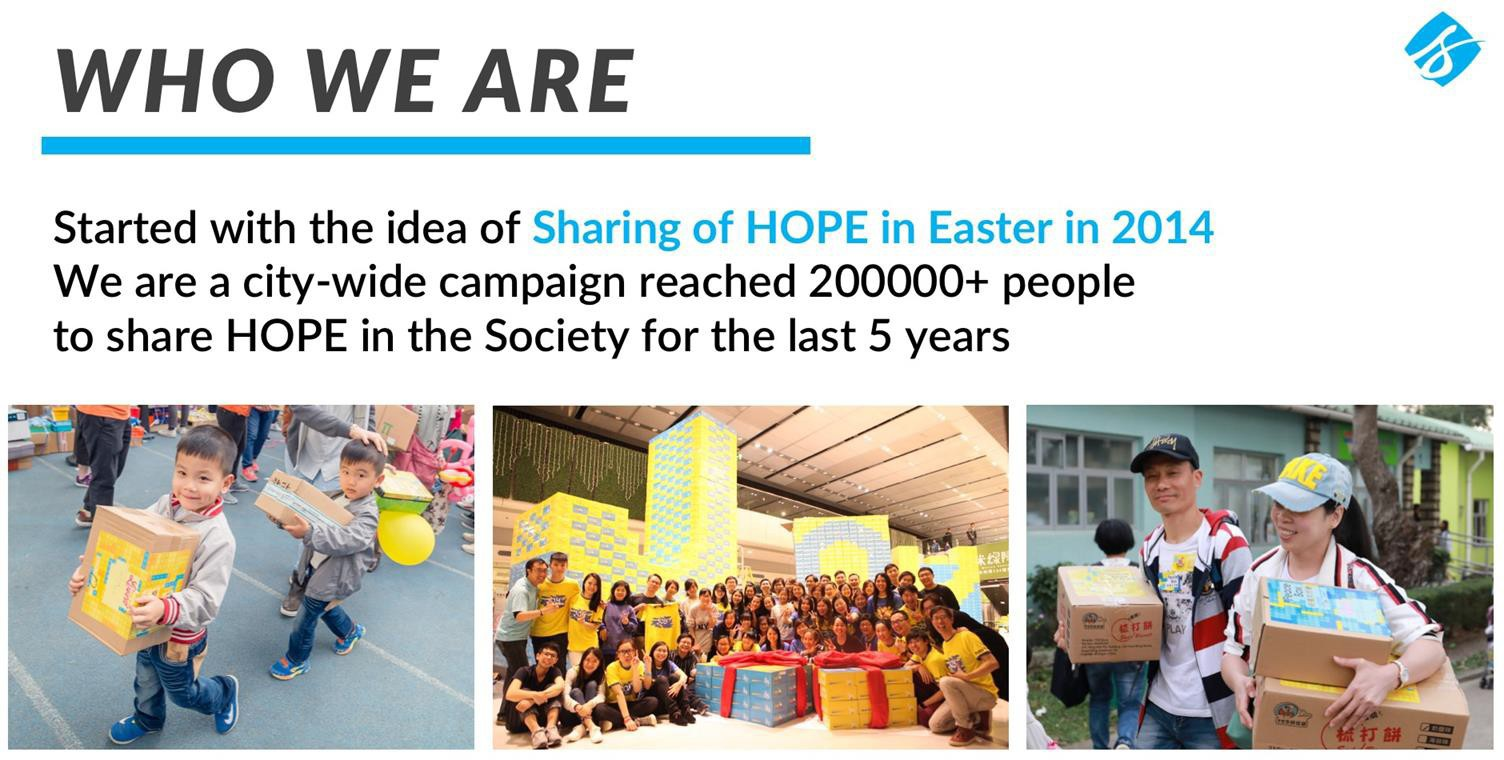 WHO WE ARE
Started with the idea of Sharing of HOPE in Easter in 2014
We are a city-wide campaign reached 200000+ people
to share HOPE in the Society for the last 5 years
梳打餅
PLAY
梳打餅